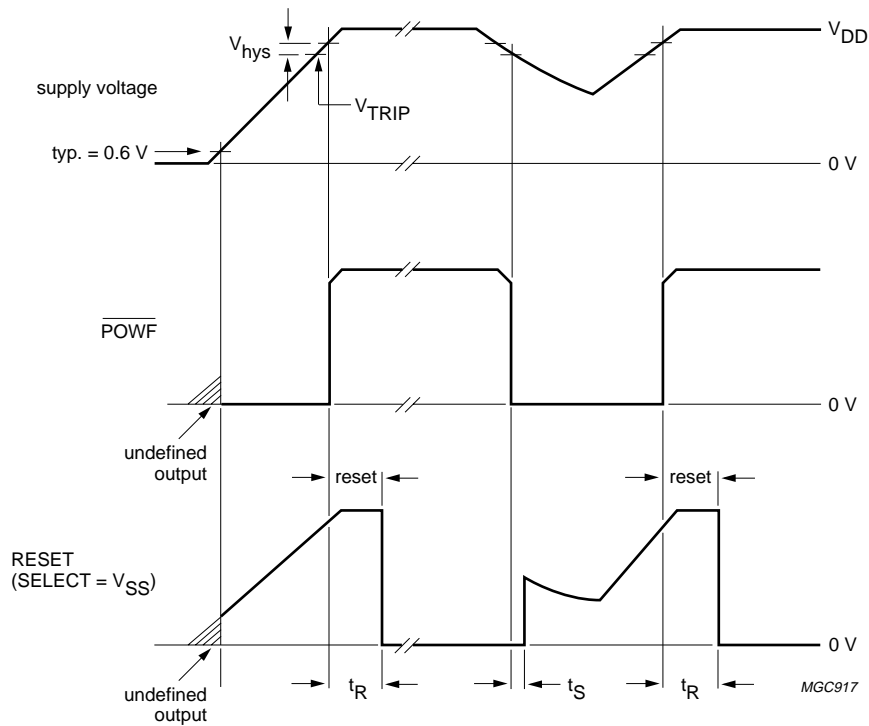 V_DD
V_hys
supply voltage
V_TRIP
typ. = 0.6 V
0 V
POWF
0 V
undefined
output
reset
reset
RESET
(SELECT = V_SS)
0 V
undefined
output
t_R
t_S
t_R
MGC917